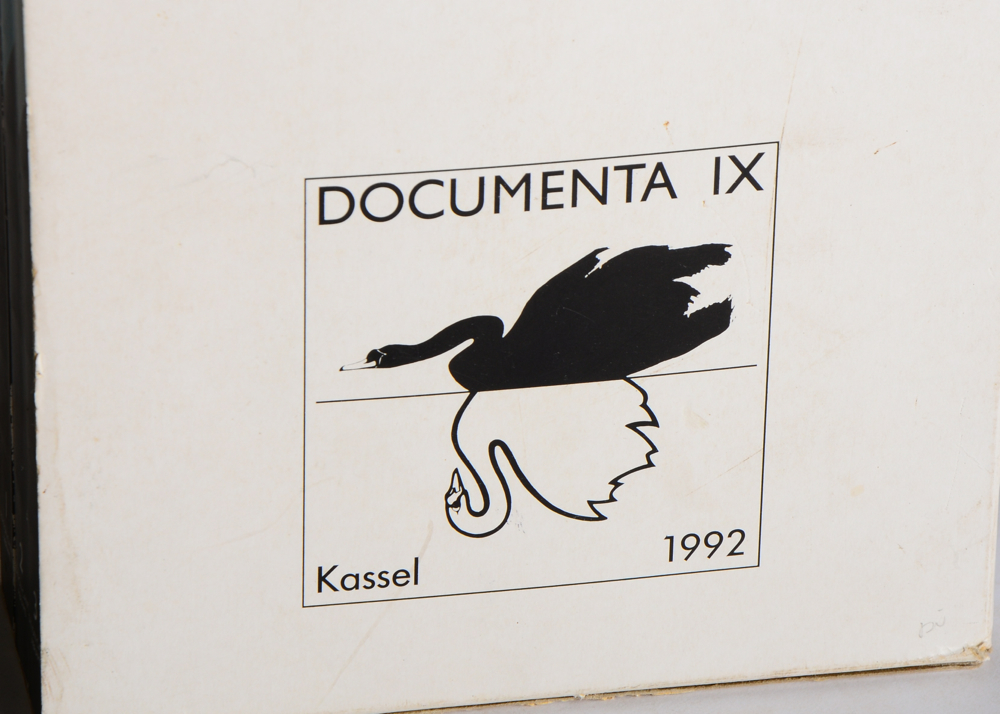 DOCUMENTA IX
Kassel
1992